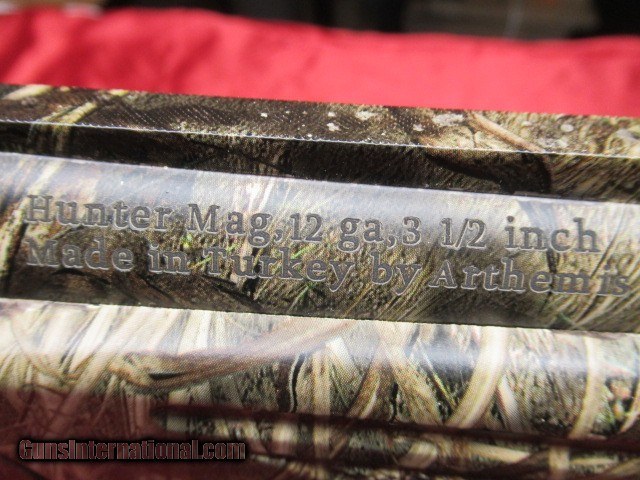 Hunter Mag,12 ga,3 1/2 inch
Made in Turkey by Arthemis
GunsInternational.com